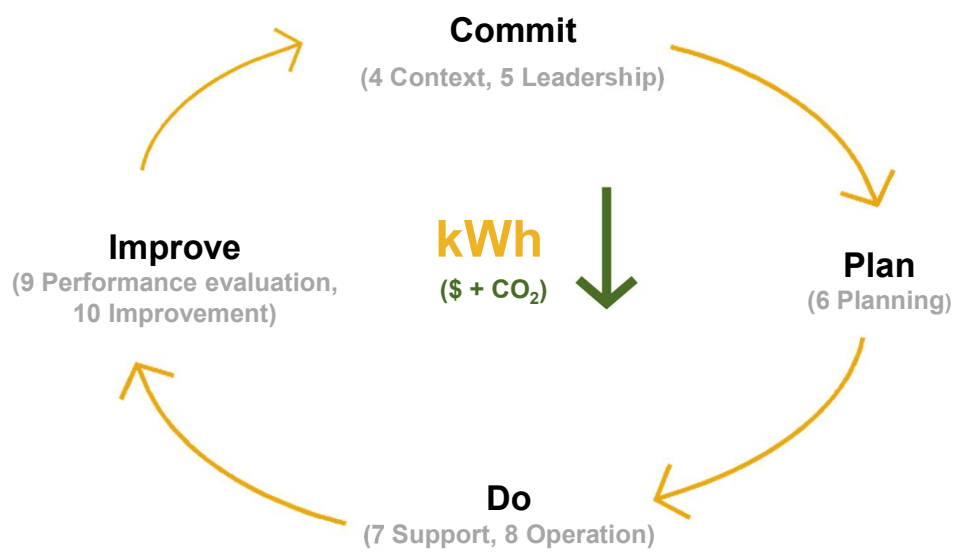 Commit
(4 Context, 5 Leadership)
kWh
($ + CO₂)
Plan
(6 Planning)
Improve
(9 Performance evaluation,
10 Improvement)
Do
(7 Support, 8 Operation)